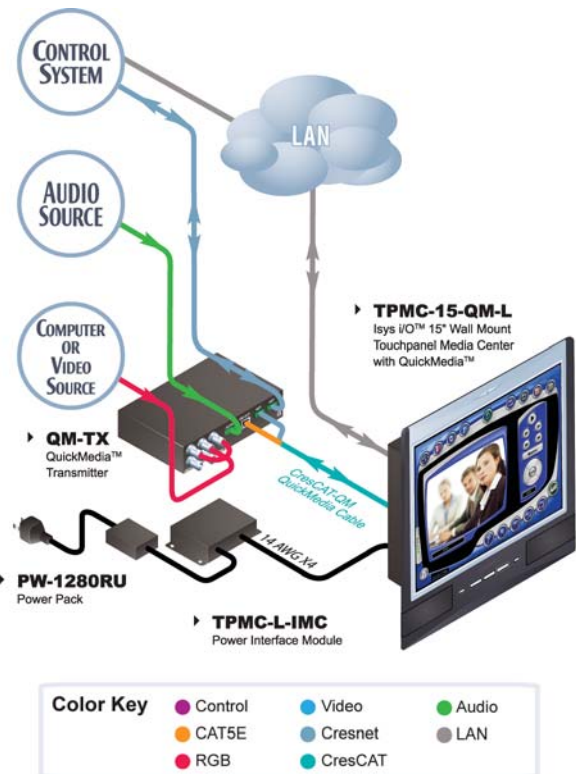 CONTROL
SYSTEM
LAN
AUDIO
SOURCE
COMPUTER
OR
VIDEO
SOURCE
TPMC-15-QM-L
Isys i/O™ 15" Wall Mount
Touchpanel Media Center
with QuickMedia™
QM-TX
QuickMedia™
Transmitter
CresCAT-QM
QuickMedia Cable
14 AWG X4
PW-1280RU
Power Pack
TPMC-L-IMC
Power Interface Module
Color Key
Control
Video
Audio
CAT5E
Cresnet
LAN
RGB
CresCAT